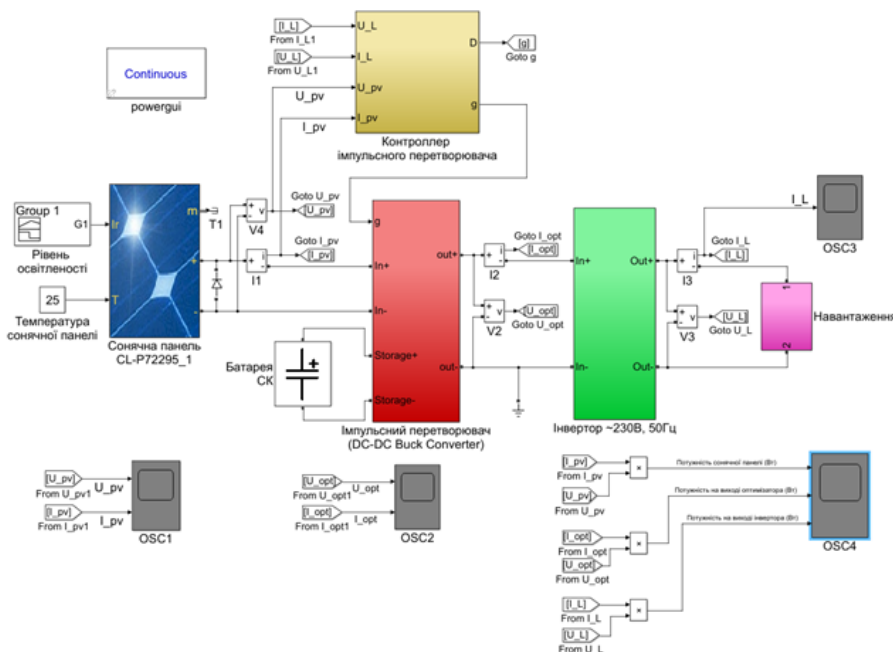 [I_L]
From I_L1
[U_L]
From U_L1
U_L
I_L
U_pv
I_pv
D
g
U_pv
I_pv
[g]
Goto g
Контроллер
імпульсного перетворювача
Continuous
powergui
Group 1
G1
Рівень
освітленості
25
Температура
сонячної панелі
Ir
T
m
+
-
T1
Сонячна панель
CL-P72295_1
+
-
v
V4
Goto U_pv
[U_pv]
+
-
i
I1
Goto I_pv
[I_pv]
g
In+
In-
Storage+
Storage-
out+
out-
Імпульсний перетворювач
(DC-DC Buck Converter)
Батарея
СК
+
+
-
i
I2
Goto I_opt
[I_opt]
+
-
v
V2
[U_opt]
Goto U_opt
In+
In-
Out+
Out-
Інвертор ~230В, 50Гц
+
-
i
I3
Goto I_L
[I_L]
+
-
v
V3
[U_L]
Goto U_L
I_L
OSC3
1
2
Навантаження
[U_pv]
From U_pv1
U_pv
[I_pv]
From I_pv1
I_pv
OSC1
[U_opt]
From U_opt1
U_opt
[I_opt]
From I_opt1
I_opt
OSC2
[I_pv]
From I_pv
[U_pv]
From U_pv
×
Потужність сонячної панелі (Вт)
[I_opt]
From I_opt
[U_opt]
From U_opt
×
Потужність на виході оптимізатора (Вт)
[I_L]
From I_L
[U_L]
From U_L
×
Потужність на виході інвертора (Вт)
OSC4